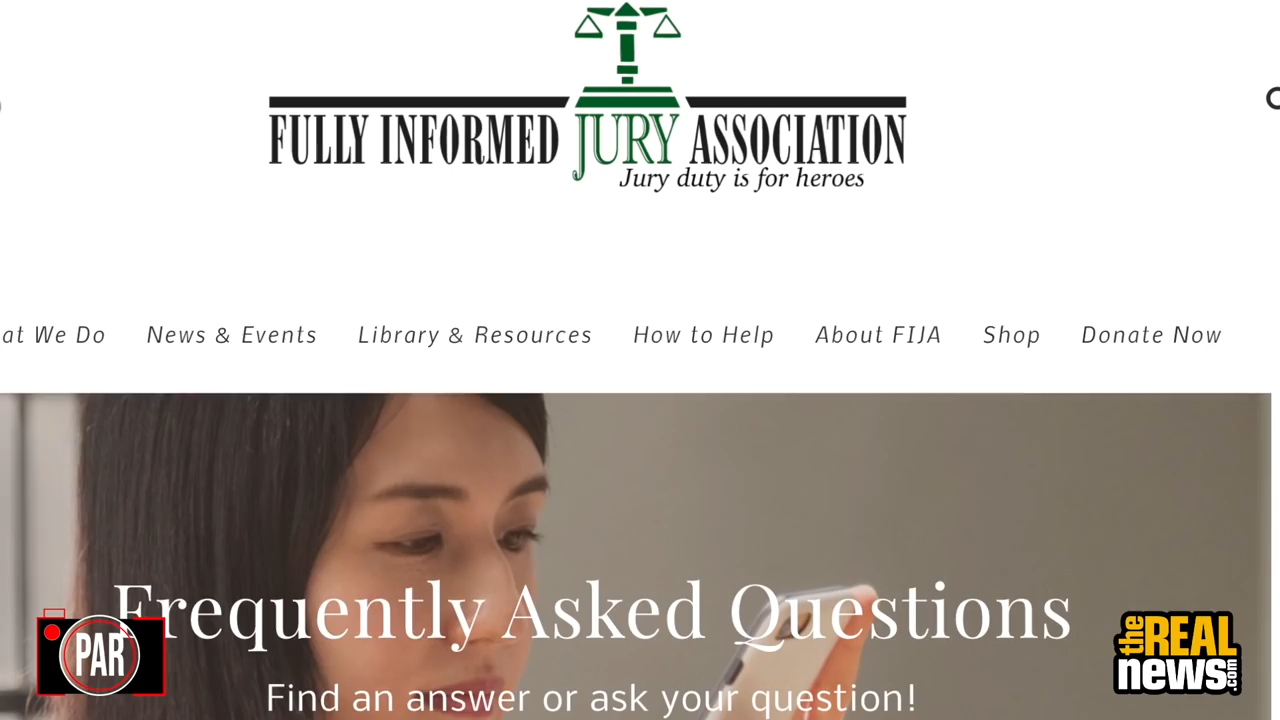 FULLY INFORMED JURY ASSOCIATION
Jury duty is for heroes
at We Do News & Events Library & Resources How to Help About FIJA Shop Donate Now
Frequently Asked Questions
Find an answer or ask your question!
PAR
the REAL news.com